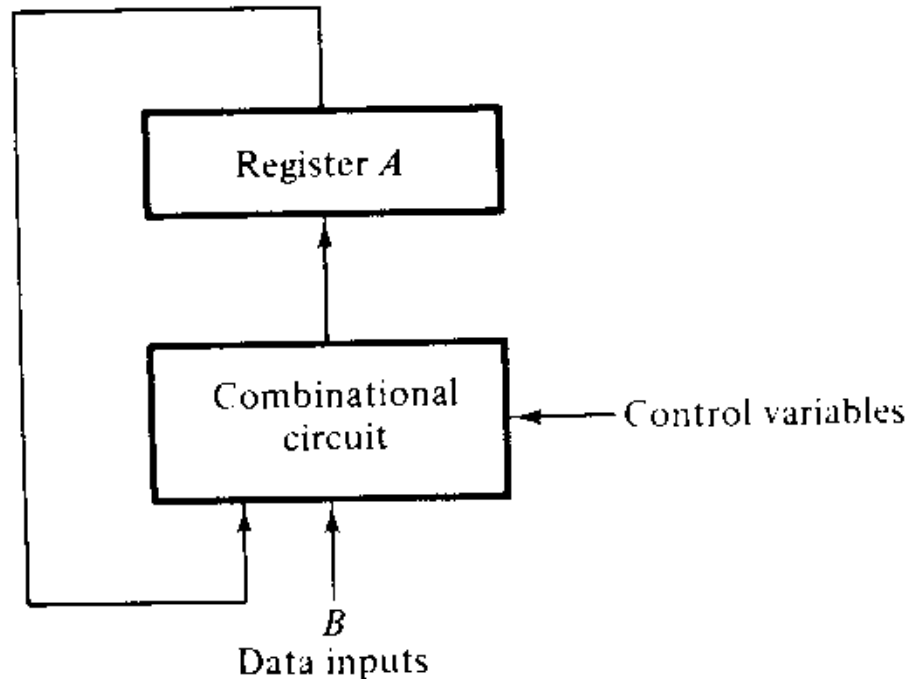 Register A
Combinational
circuit
Control variables
B
Data inputs